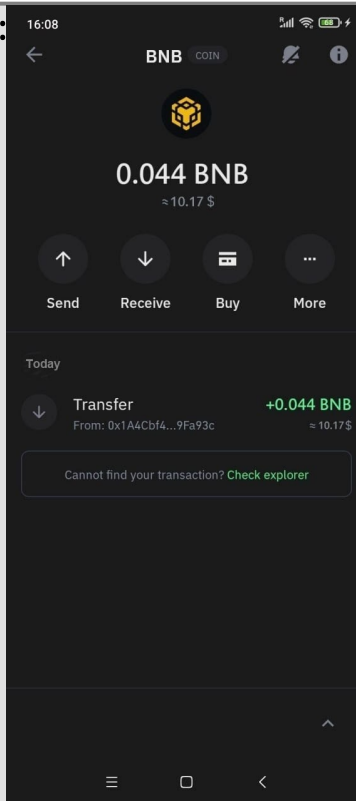 16:08
68
BNB COIN
0.044 BNB
≈10.17 $
Send Receive Buy More
Today
Transfer +0.044 BNB
From: 0x1A4Cbf4...9Fa93c ≈ 10.17$
Cannot find your transaction? Check explorer